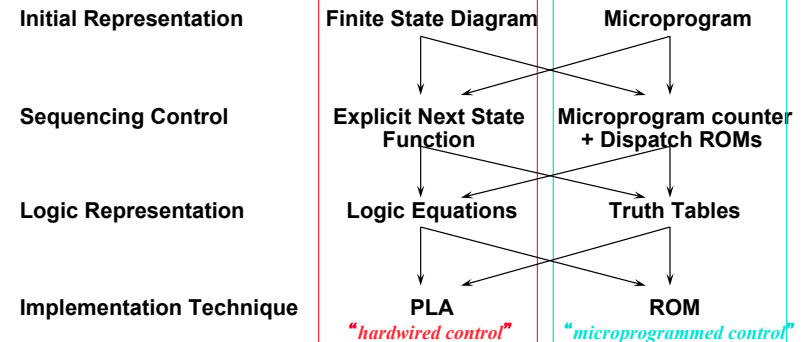 Initial Representation Finite State Diagram Microprogram
Sequencing Control Explicit Next State Microprogram counter
Function + Dispatch ROMs
Logic Representation Logic Equations Truth Tables
Implementation Technique PLA ROM
“hardwired control” “microprogrammed control”